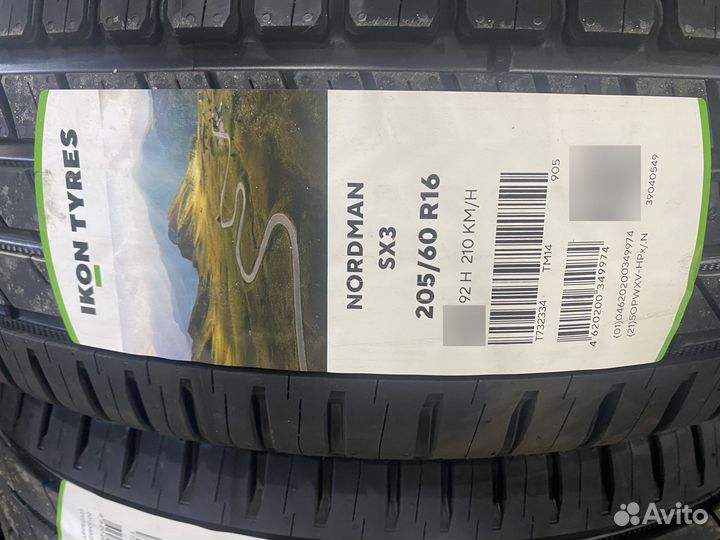 IKON TYRES
NORDMAN
SX3
205/60 R16
92 H 210 KM/H
T732334
TM14
905
4 620200 349974
39040549
(01)04620200349974
(21)5OPWXV-HPx/.N
Avito